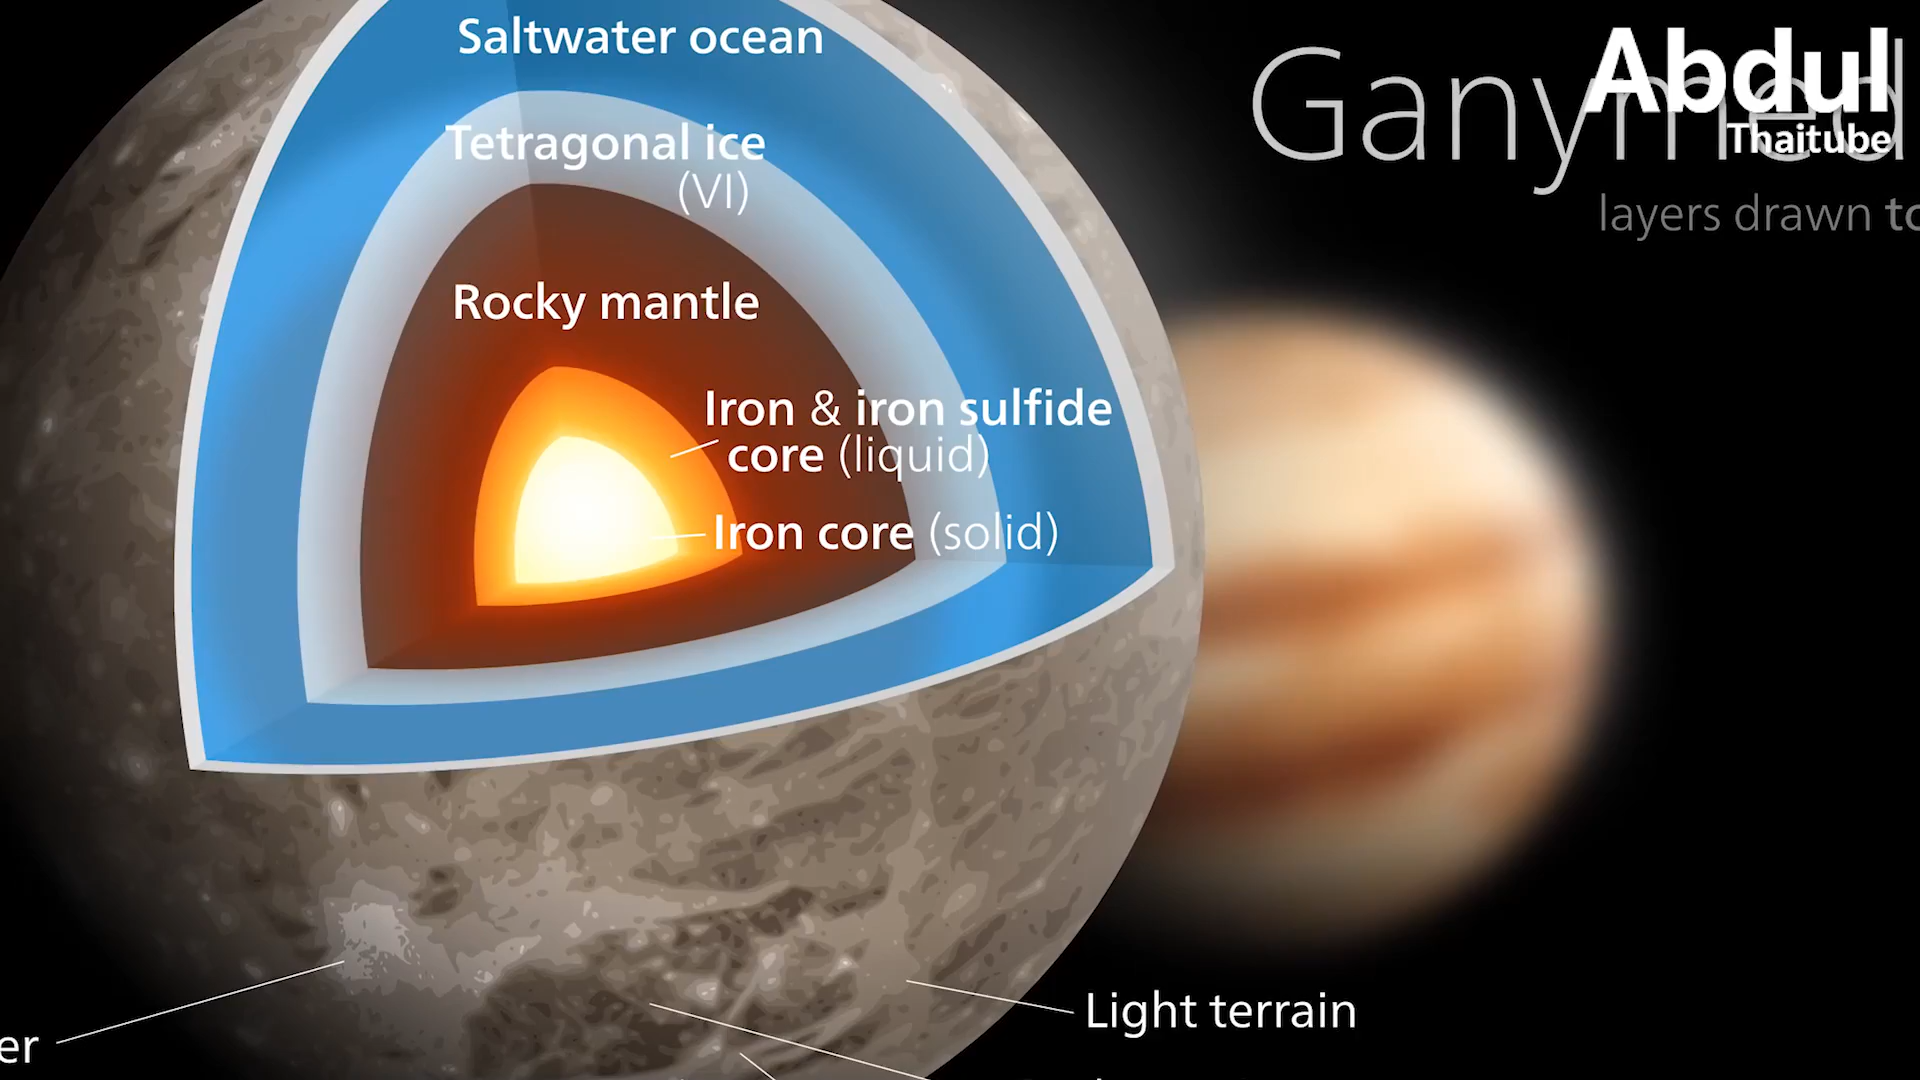 Saltwater ocean
Tetragonal ice
(VI)
Rocky mantle
Iron & iron sulfide
core (liquid)
Iron core (solid)
Ganymed
Abdul
Thaitube
layers drawn to
er
Light terrain